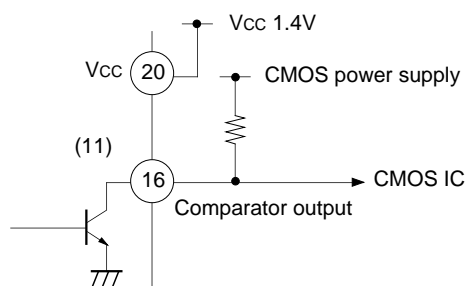 Vcc 1.4V
Vcc 20
CMOS power supply
(11)
16
CMOS IC
Comparator output